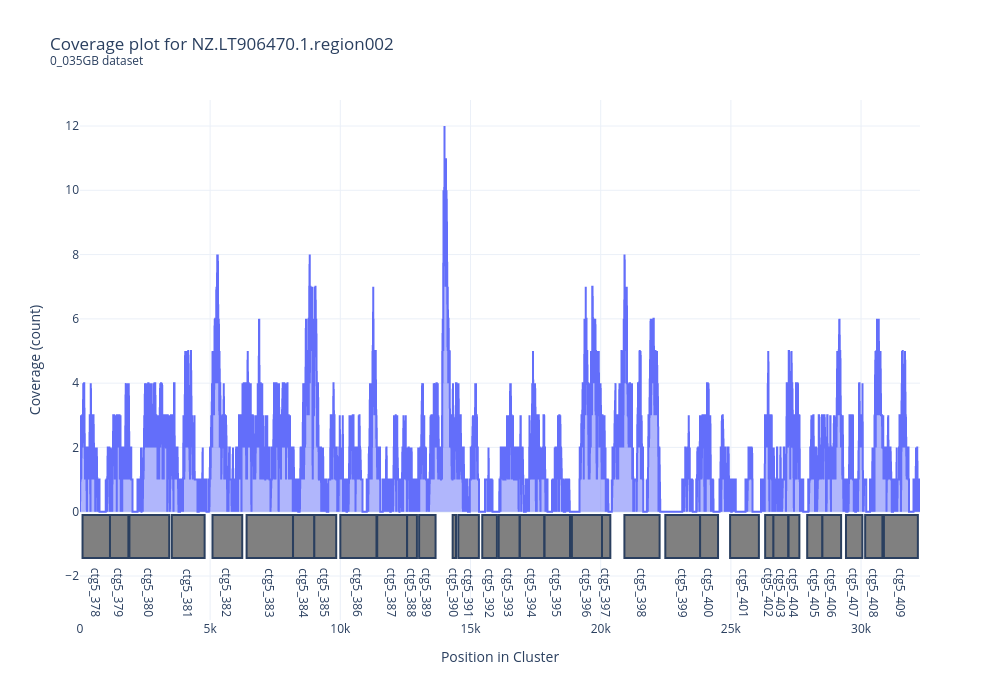 Coverage plot for NZ.LT906470.1.region002
0_035GB dataset
Coverage (count)
12
10
8
6
4
2
0
−2
ctg5_378
ctg5_379
ctg5_380
ctg5_381
ctg5_382
ctg5_383
ctg5_384
ctg5_385
ctg5_386
ctg5_387
ctg5_388
ctg5_389
ctg5_390
ctg5_391
ctg5_392
ctg5_393
ctg5_394
ctg5_395
ctg5_396
ctg5_397
ctg5_398
ctg5_399
ctg5_400
ctg5_401
ctg5_402
ctg5_403
ctg5_404
ctg5_405
ctg5_406
ctg5_407
ctg5_408
ctg5_409
0 5k 10k 15k 20k 25k 30k
Position in Cluster